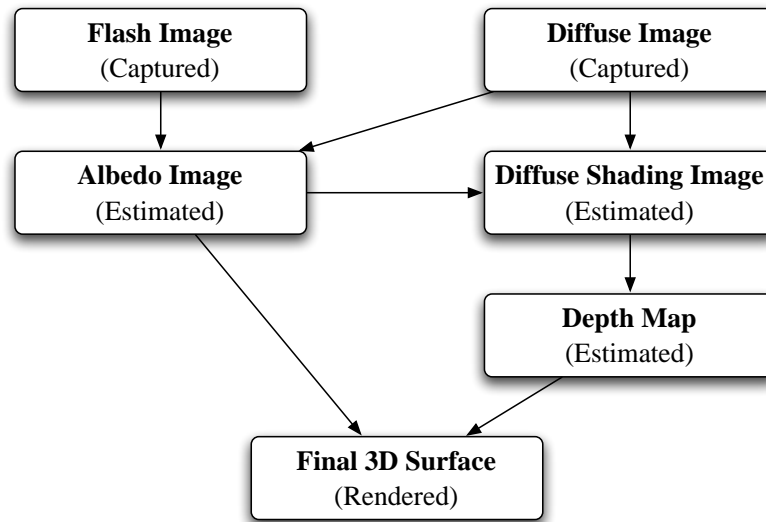 Flash Image
(Captured)
Diffuse Image
(Captured)
Albedo Image
(Estimated)
Diffuse Shading Image
(Estimated)
Depth Map
(Estimated)
Final 3D Surface
(Rendered)